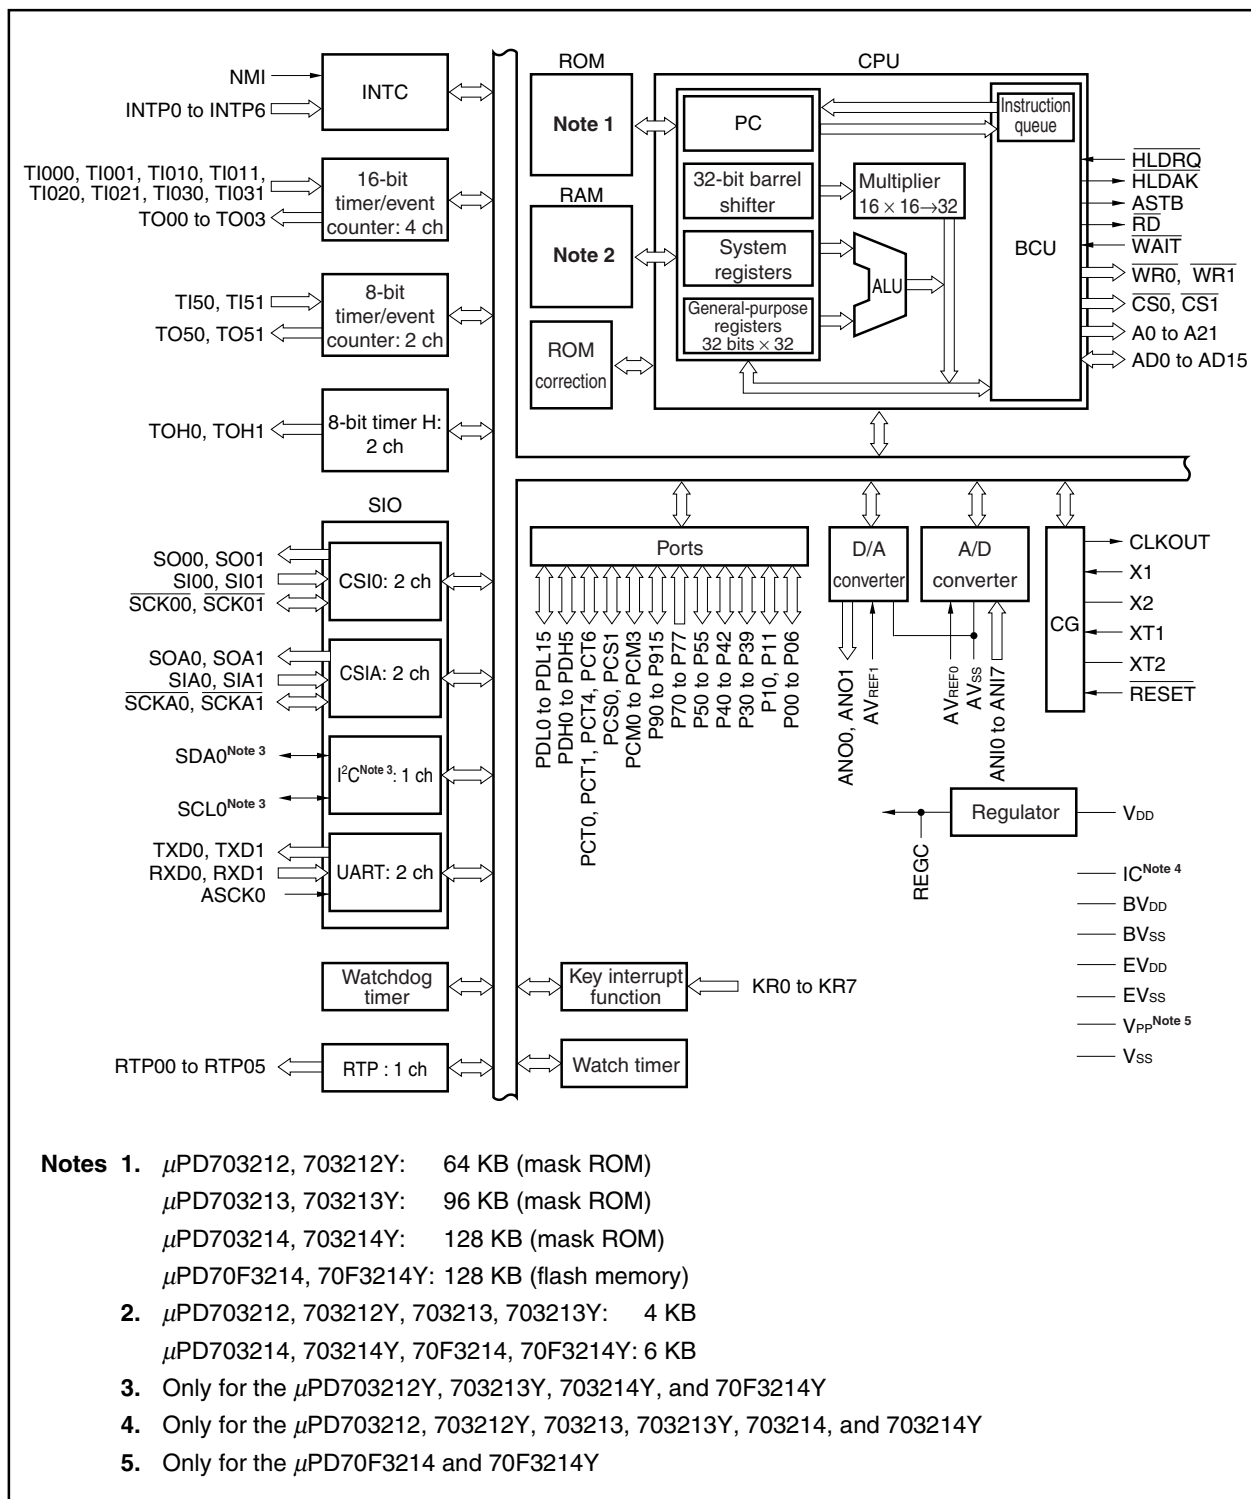 ROM
CPU
NMI
INTP0 to INTP6
INTC
Note 1
PC
Instruction
queue
TI000, TI001, TI010, TI011,
TI020, TI021, TI030, TI031
TO00 to TO03
16-bit
timer/event
counter: 4 ch
RAM
Note 2
32-bit barrel
shifter
Multiplier
16 × 16→32
System
registers
ALU
General-purpose
registers
32 bits × 32
BCU
HLDRQ
HLDAK
ASTB
RD
WAIT
WR0, WR1
CS0, CS1
A0 to A21
AD0 to AD15
TI50, TI51
TO50, TO51
8-bit
timer/event
counter: 2 ch
ROM
correction
TOH0, TOH1
8-bit timer H:
2 ch
SIO
SO00, SO01
SI00, SI01
SCK00, SCK01
CSI0: 2 ch
SOA0, SOA1
SIA0, SIA1
SCKA0, SCKA1
CSIA: 2 ch
SDA0Note 3
SCL0Note 3
I2CNote 3: 1 ch
TXD0, TXD1
RXD0, RXD1
ASCK0
UART: 2 ch
Ports
PDL0 to PDL15
PDH0 to PDH5
PCT0, PCT1, PCT4, PCT6
PCS0, PCS1
PCM0 to PCM3
P90 to P915
P70 to P77
P50 to P55
P40 to P42
P30 to P39
P10, P11
P00 to P06
D/A
converter
ANO0, ANO1
AVREF1
A/D
converter
AVREF0
AVSS
ANI0 to ANI7
CG
CLKOUT
X1
X2
XT1
XT2
RESET
Regulator
VDD
REGC
ICNote 4
BVDD
BVSS
EVDD
EVSS
VPPNote 5
VSS
Watchdog
timer
Key interrupt
function
KR0 to KR7
RTP00 to RTP05
RTP : 1 ch
Watch timer
Notes 1. μPD703212, 703212Y: 64 KB (mask ROM)
μPD703213, 703213Y: 96 KB (mask ROM)
μPD703214, 703214Y: 128 KB (mask ROM)
μPD70F3214, 70F3214Y: 128 KB (flash memory)
2. μPD703212, 703212Y, 703213, 703213Y: 4 KB
μPD703214, 703214Y, 70F3214, 70F3214Y: 6 KB
3. Only for the μPD703212Y, 703213Y, 703214Y, and 70F3214Y
4. Only for the μPD703212, 703212Y, 703213, 703213Y, 703214, and 703214Y
5. Only for the μPD70F3214 and 70F3214Y